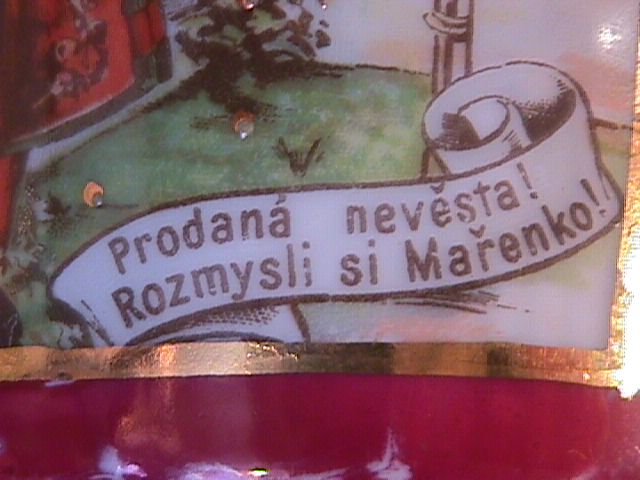 Prodaná nevěsta!
Rozmysli si Mařenko!